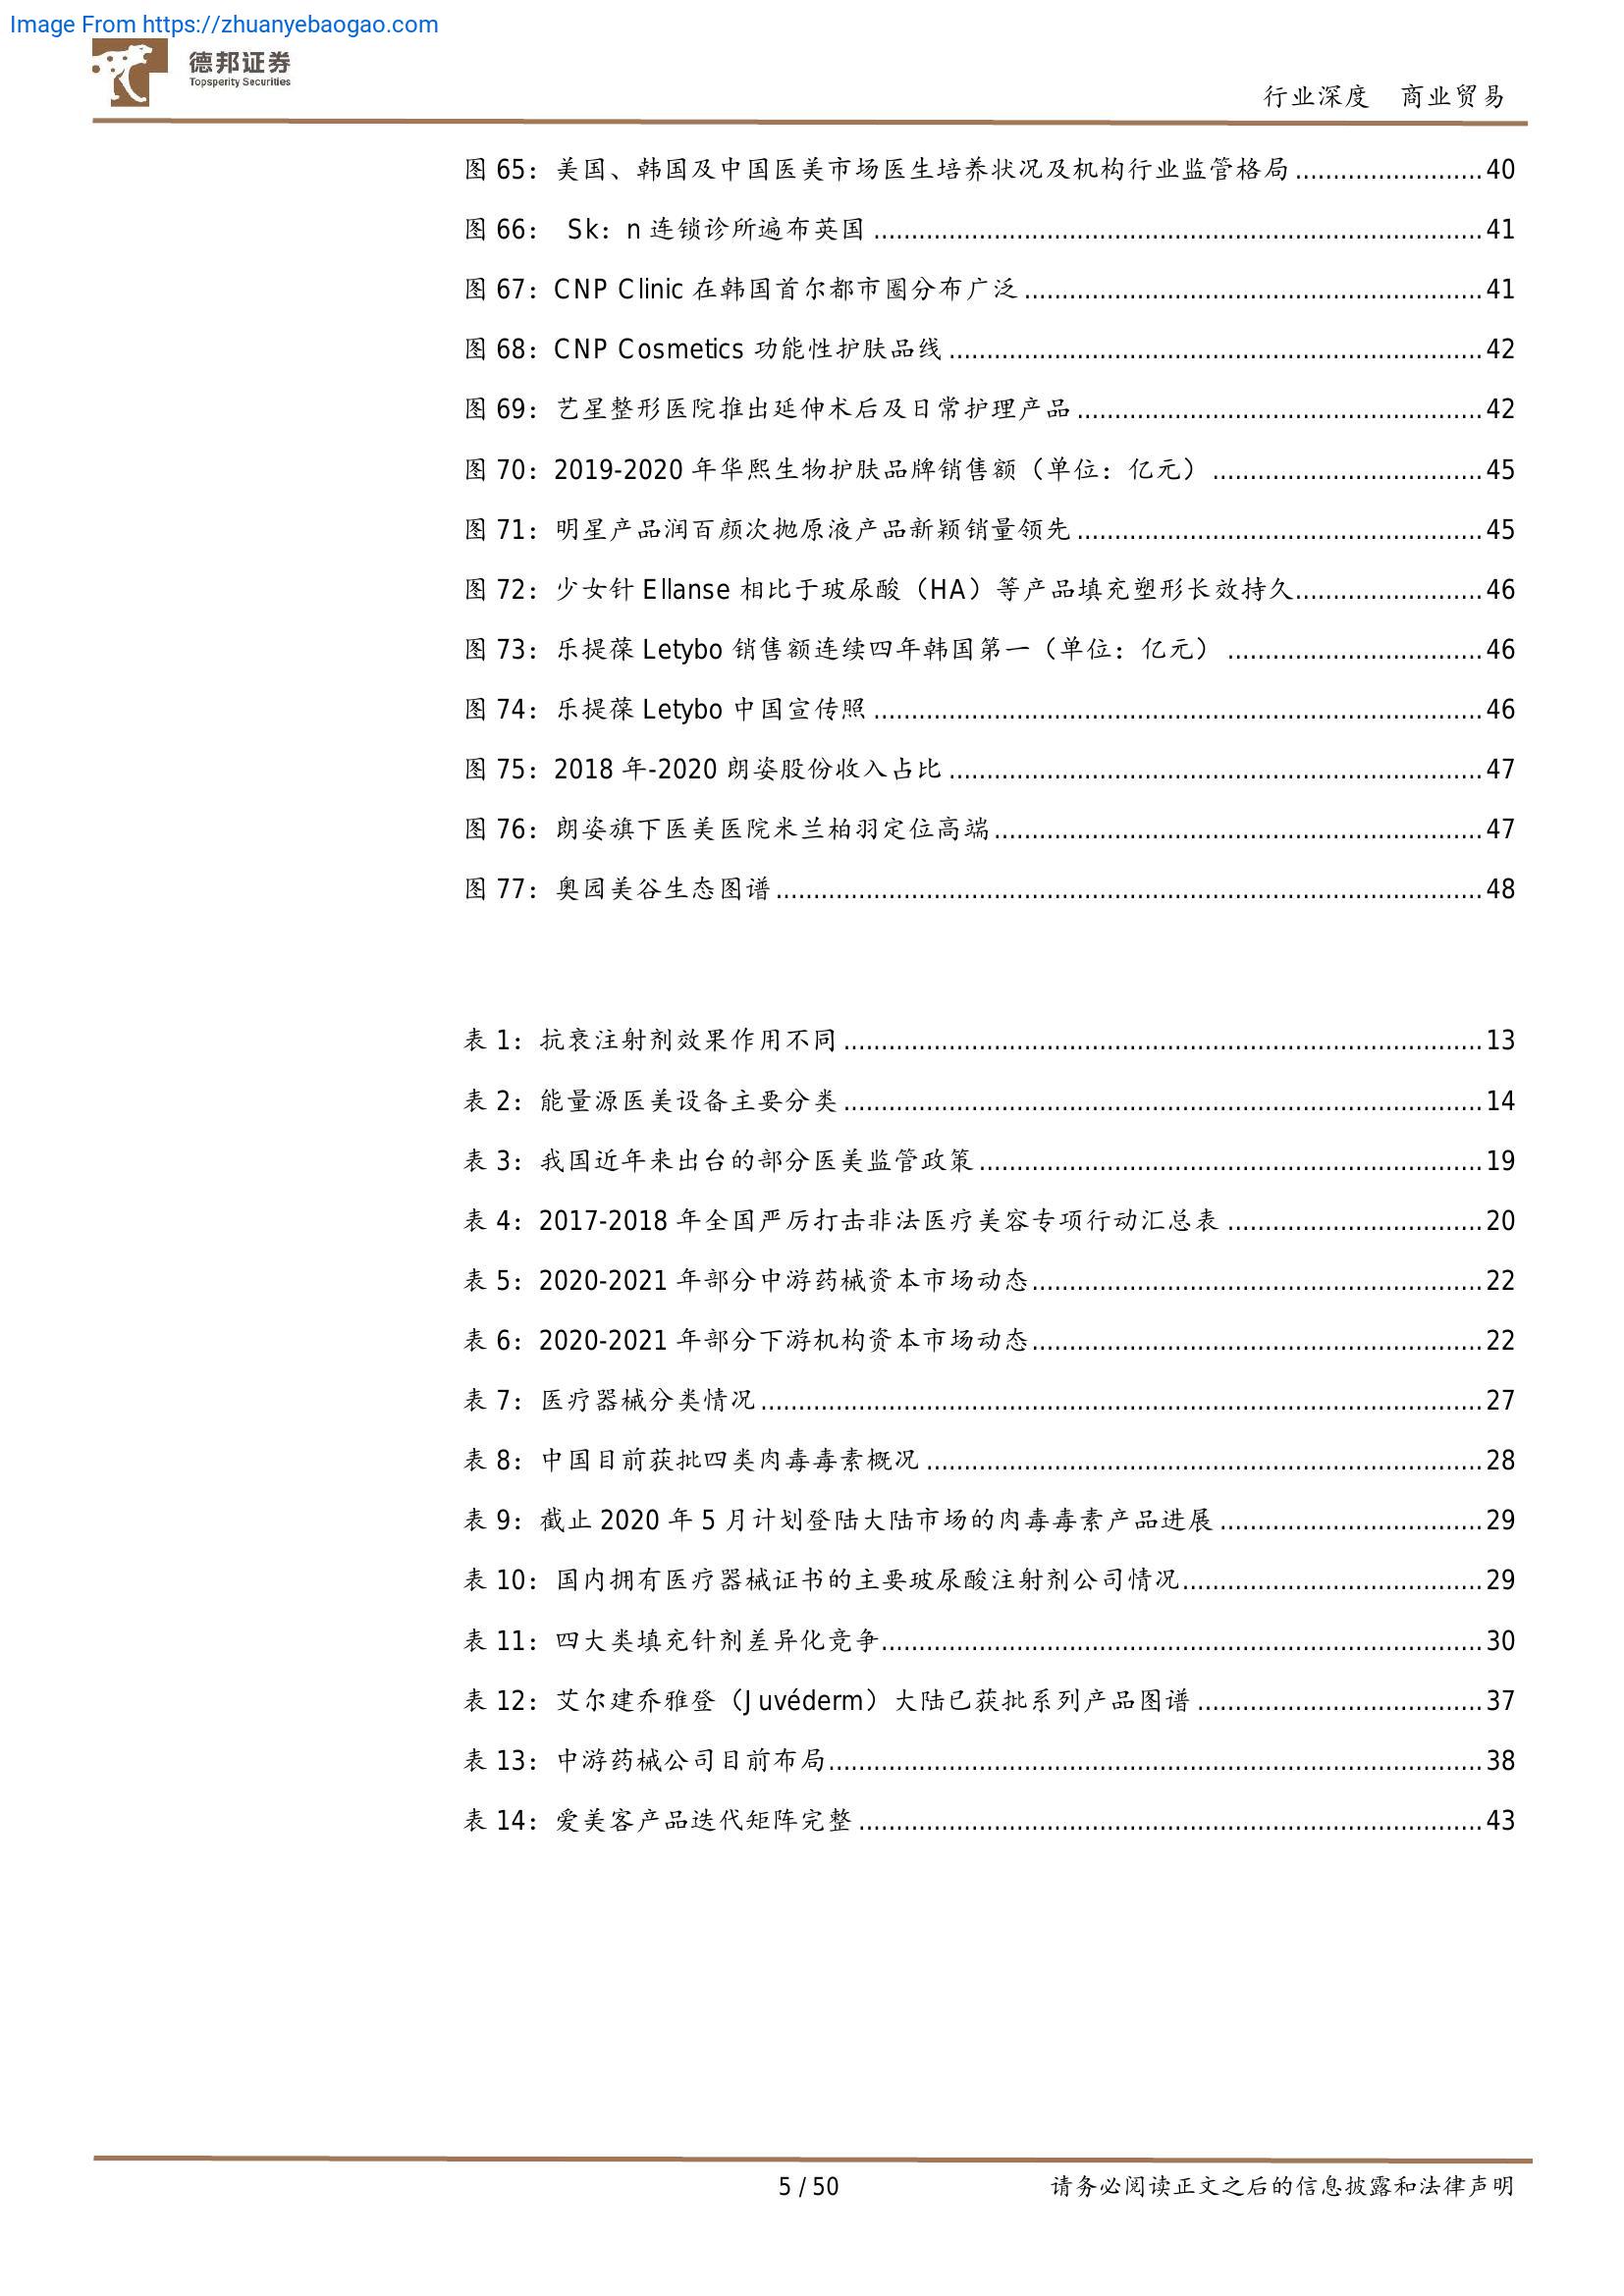 Image From https://zhuanyebaogao.com
德邦证券
Topsperity Securities
行业深度 商业贸易
图 65：美国、韩国及中国医美市场医生培养状况及机构行业监管格局.........................40
图 66： Sk：n 连锁诊所遍布英国.................................................................................41
图 67：CNP Clinic 在韩国首尔都市圈分布广泛.............................................................41
图 68：CNP Cosmetics 功能性护肤品线.......................................................................42
图 69：艺星整形医院推出延伸术后及日常护理产品......................................................42
图 70：2019-2020 年华熙生物护肤品牌销售额（单位：亿元）....................................45
图 71：明星产品润百颜次抛原液产品新颖销量领先......................................................45
图 72：少女针 Ellanse 相比于玻尿酸（HA）等产品填充塑形长效持久.........................46
图 73：乐提葆 Letybo 销售额连续四年韩国第一（单位：亿元）..................................46
图 74：乐提葆 Letybo 中国宣传照.................................................................................46
图 75：2018 年-2020 朗姿股份收入占比.......................................................................47
图 76：朗姿旗下医美医院米兰柏羽定位高端.................................................................47
图 77：奥园美谷生态图谱..............................................................................................48
表 1：抗衰注射剂效果作用不同.....................................................................................13
表 2：能量源医美设备主要分类.....................................................................................14
表 3：我国近年来出台的部分医美监管政策...................................................................19
表 4：2017-2018 年全国严厉打击非法医疗美容专项行动汇总表..................................20
表 5：2020-2021 年部分中游药械资本市场动态............................................................22
表 6：2020-2021 年部分下游机构资本市场动态............................................................22
表 7：医疗器械分类情况................................................................................................27
表 8：中国目前获批四类肉毒毒素概况..........................................................................28
表 9：截止 2020 年 5 月计划登陆大陆市场的肉毒毒素产品进展...................................29
表 10：国内拥有医疗器械证书的主要玻尿酸注射剂公司情况........................................29
表 11：四大类填充针剂差异化竞争................................................................................30
表 12：艾尔建乔雅登（Juvéderm）大陆已获批系列产品图谱......................................37
表 13：中游药械公司目前布局.......................................................................................38
表 14：爱美客产品迭代矩阵完整...................................................................................43
5 / 50
请务必阅读正文之后的信息披露和法律声明